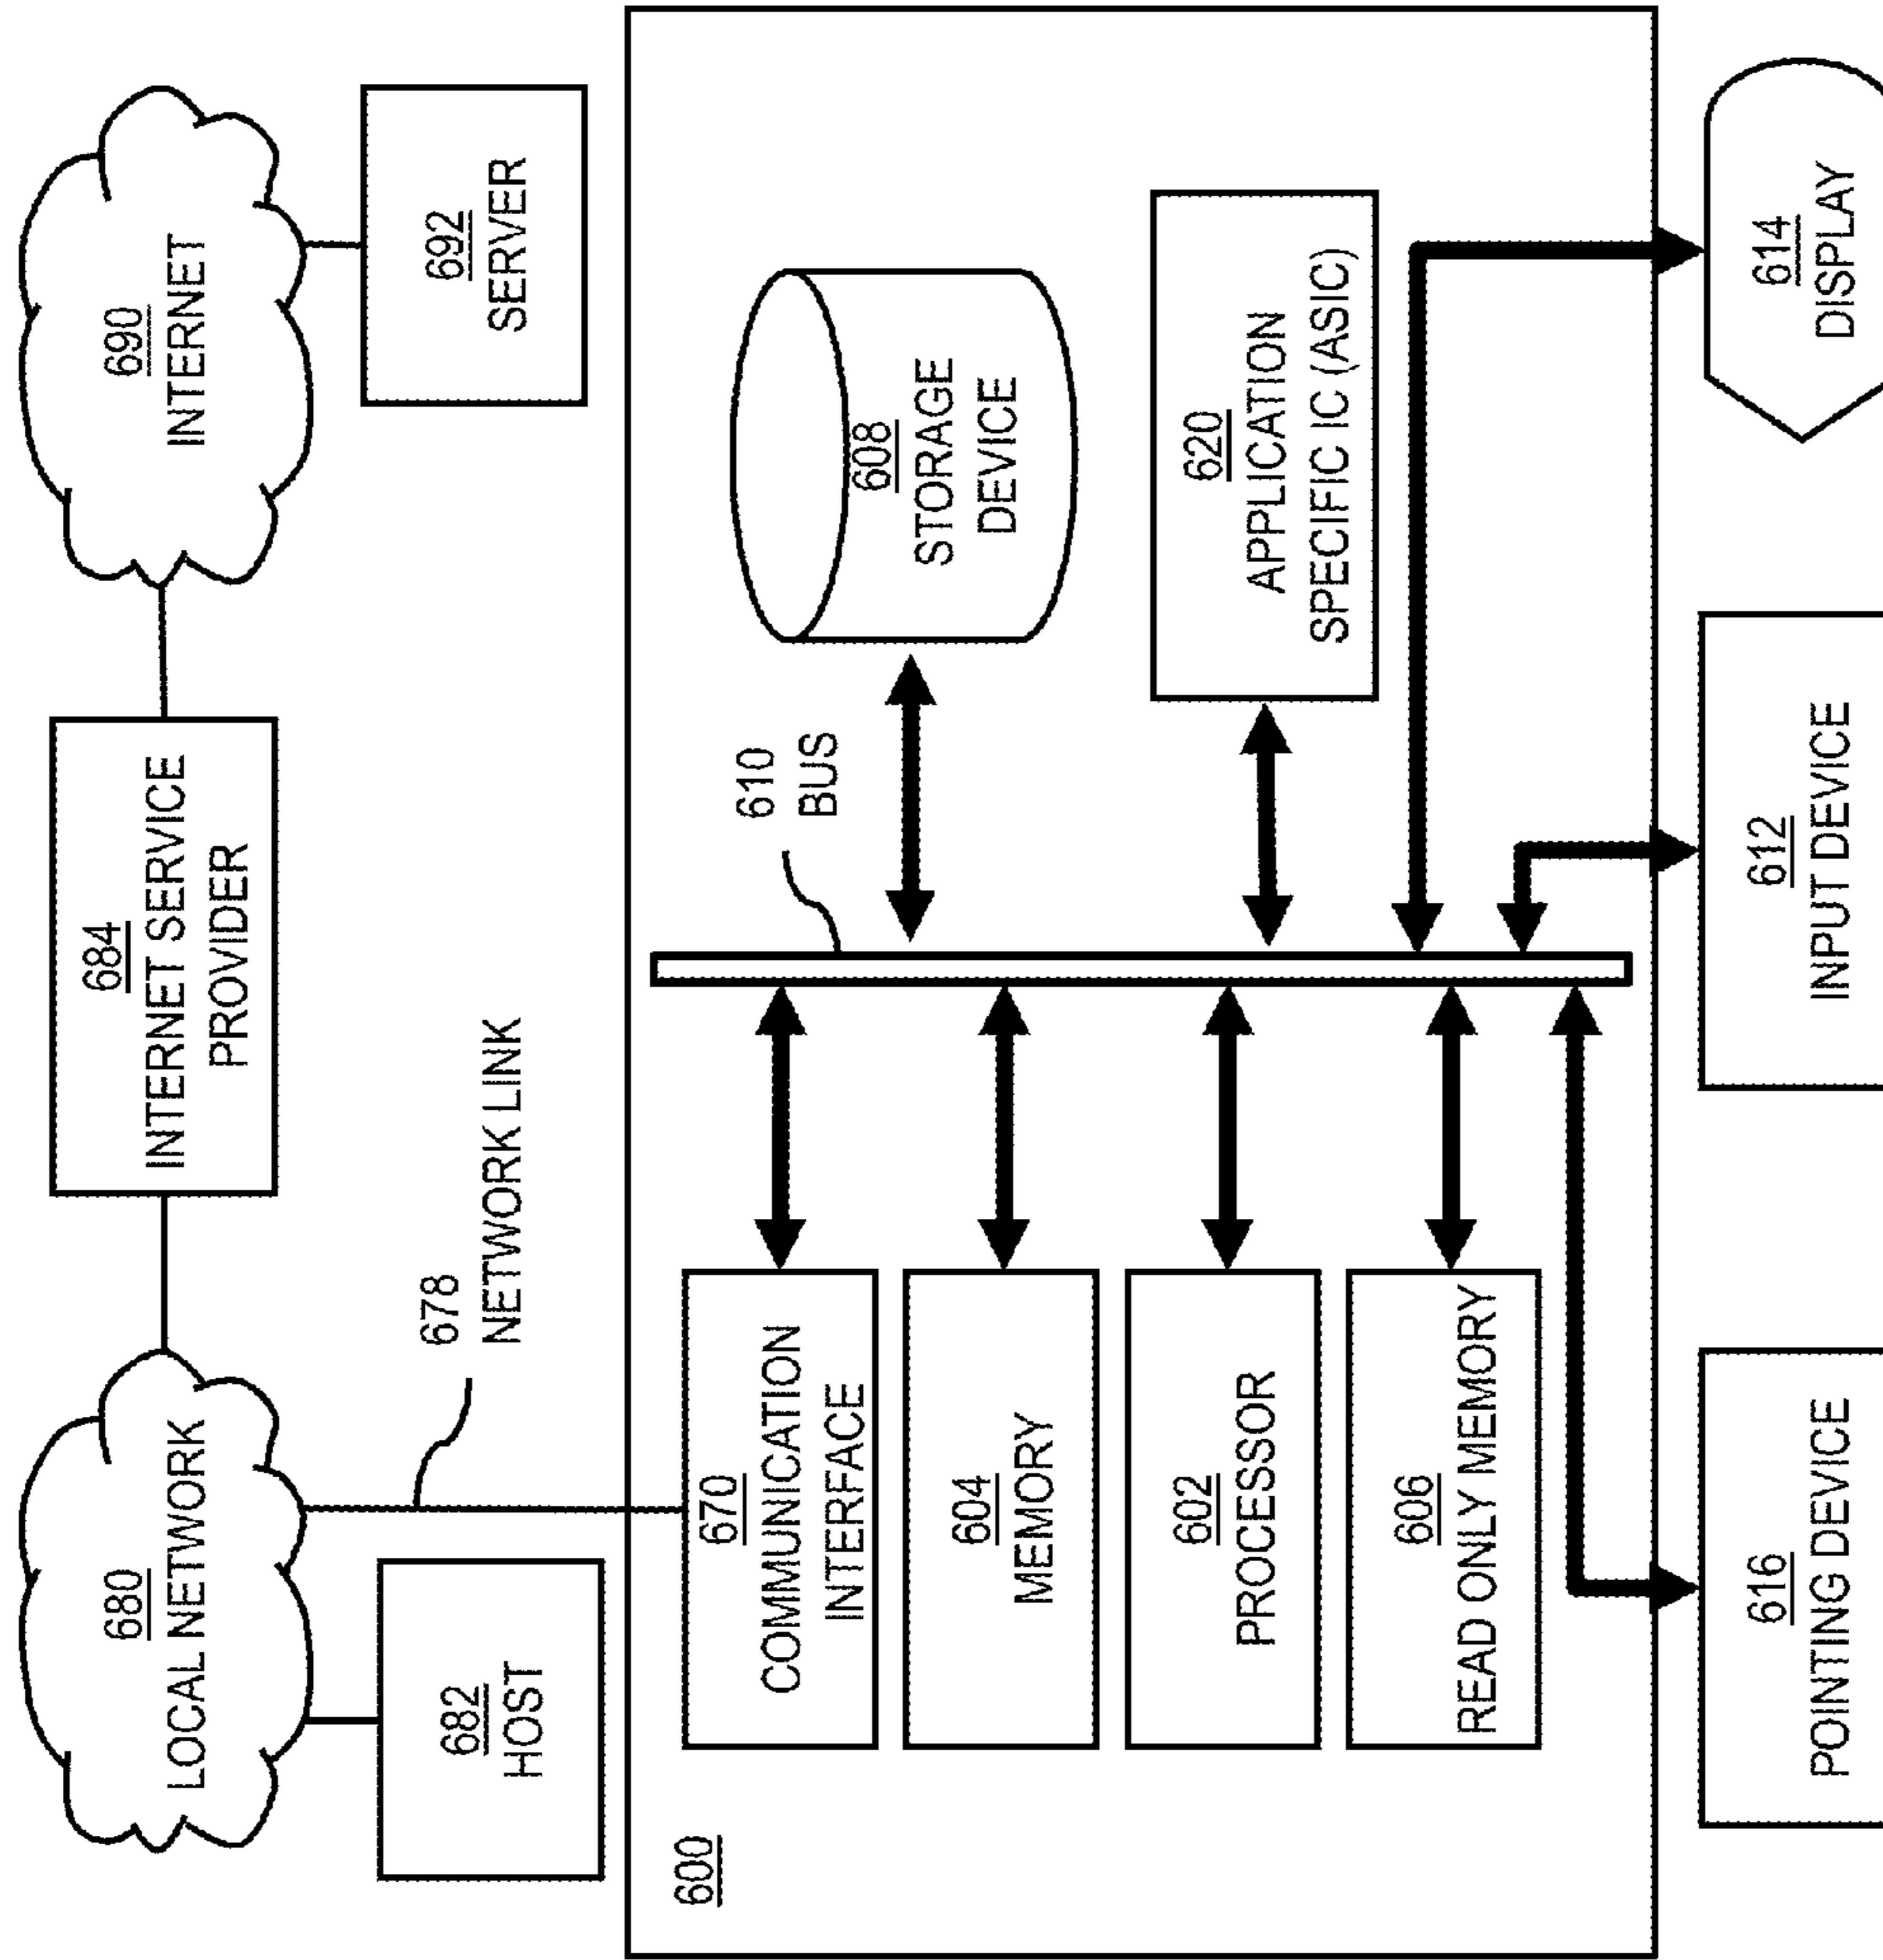 680
LOCAL NETWORK
684
INTERNET SERVICE
PROVIDER
690
INTERNET
682
HOST
678
NETWORK LINK
692
SERVER
600
670
COMMUNICATION
INTERFACE
610
BUS
608
STORAGE
DEVICE
604
MEMORY
602
PROCESSOR
620
APPLICATION
SPECIFIC IC (ASIC)
606
READ ONLY MEMORY
616
POINTING DEVICE
612
INPUT DEVICE
614
DISPLAY